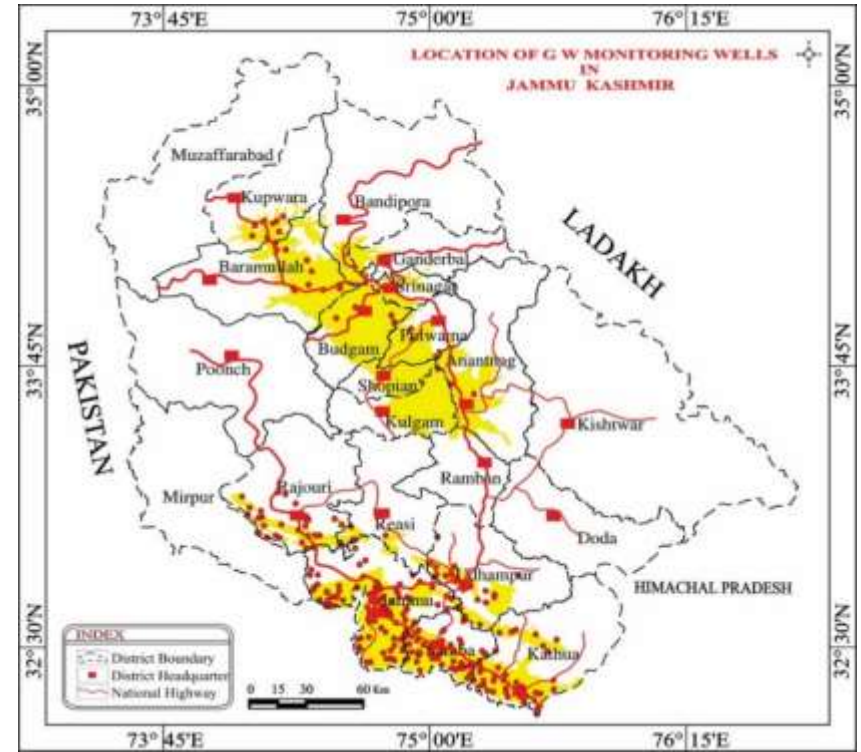 73°45'E 75°00'E 76°15'E
LOCATION OF G W MONITORING WELLS
IN
JAMMU KASHMIR
35°00'N
35°00'N
Muzaffarabad
Kupwara
Bandipora
LADAKH
Ganderbal
Baramullah
Srinagar
33°45'N
33°45'N
PAKISTAN
Pulwama
Budgam
Anantnag
Poonch
Shopian
Kulgam
Kishtwar
Ramban
Mirpur
Rajouri
Reasi
Doda
HIMACHAL PRADESH
Kathua
32°30'N
32°30'N
INDEX
District Boundary
District Headquarter
National Highway
0 15 30 60 Km
73°45'E 75°00'E 76°15'E